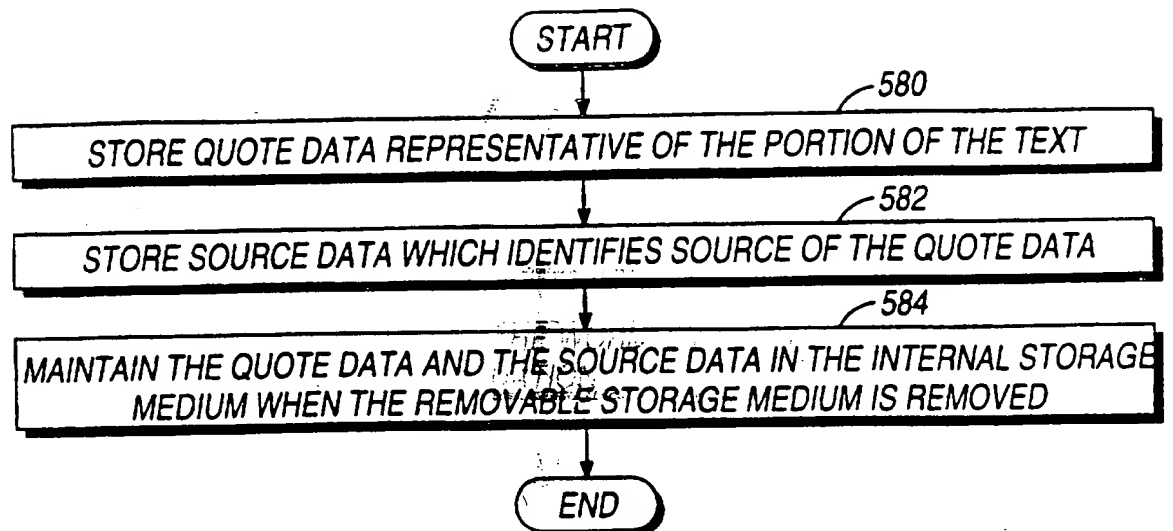 START
580
STORE QUOTE DATA REPRESENTATIVE OF THE PORTION OF THE TEXT
582
STORE SOURCE DATA WHICH IDENTIFIES SOURCE OF THE QUOTE DATA
584
MAINTAIN THE QUOTE DATA AND THE SOURCE DATA IN THE INTERNAL STORAGE
MEDIUM WHEN THE REMOVABLE STORAGE MEDIUM IS REMOVED
END